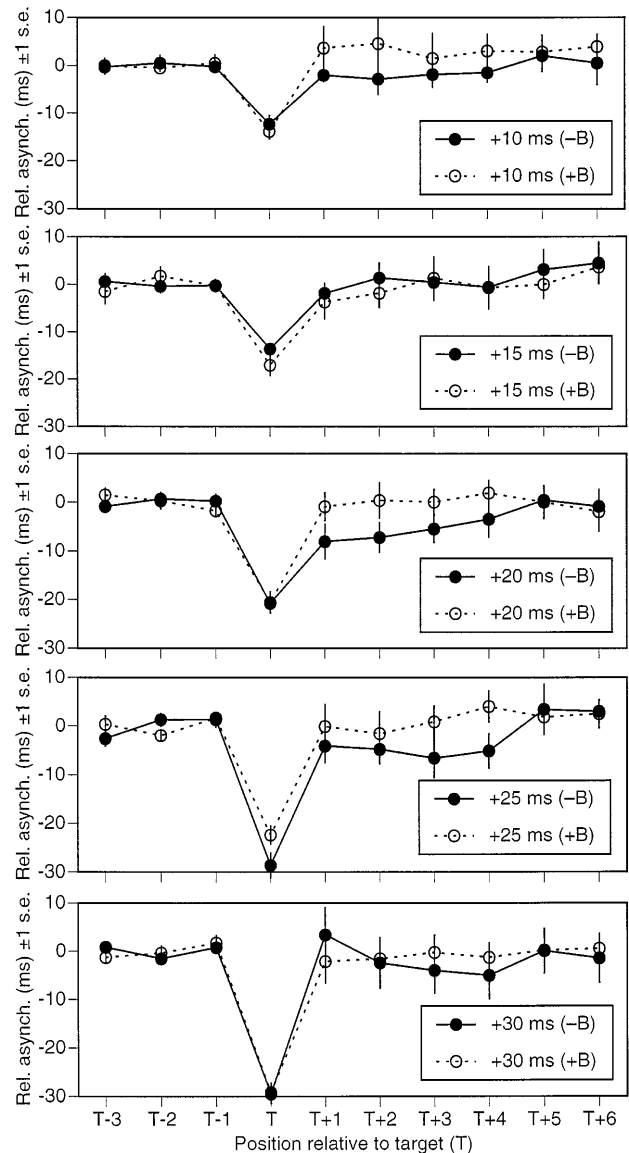 Rel. asynch. (ms) ±1 s.e.
10
0
-10
-20
-30
+10 ms (–B)
+10 ms (+B)
Rel. asynch. (ms) ±1 s.e.
10
0
-10
-20
-30
+15 ms (–B)
+15 ms (+B)
Rel. asynch. (ms) ±1 s.e.
10
0
-10
-20
-30
+20 ms (–B)
+20 ms (+B)
Rel. asynch. (ms) ±1 s.e.
10
0
-10
-20
-30
+25 ms (–B)
+25 ms (+B)
Rel. asynch. (ms) ±1 s.e.
10
0
-10
-20
-30
+30 ms (–B)
+30 ms (+B)
T-3 T-2 T-1 T T+1 T+2 T+3 T+4 T+5 T+6
Position relative to target (T)